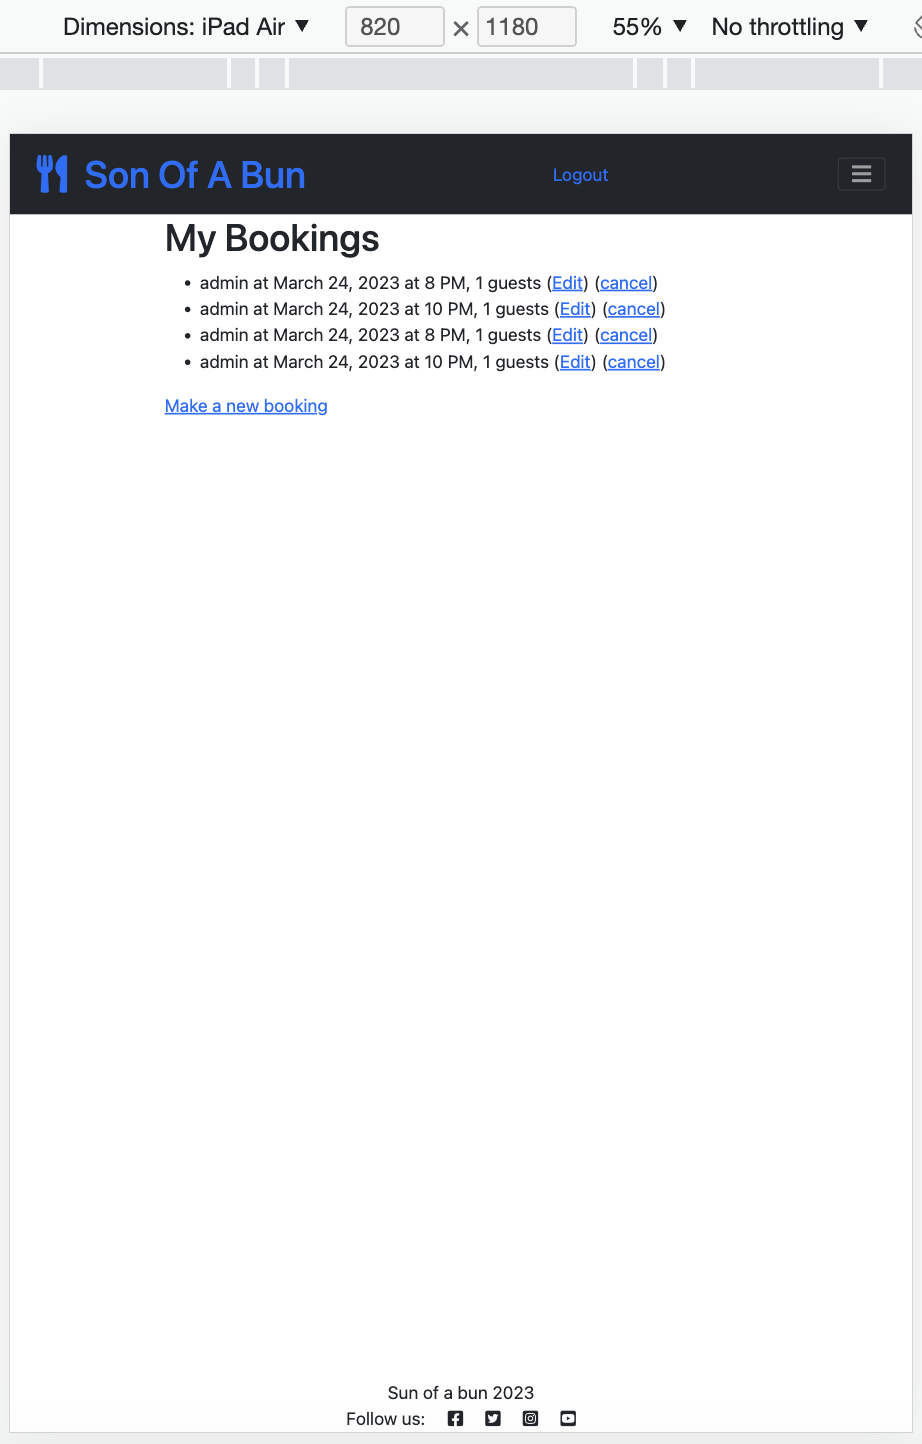 Dimensions: iPad Air ▼ 820 × 1180 55% ▼ No throttling ▼
Son Of A Bun Logout
My Bookings
• admin at March 24, 2023 at 8 PM, 1 guests (Edit) (cancel)
• admin at March 24, 2023 at 10 PM, 1 guests (Edit) (cancel)
• admin at March 24, 2023 at 8 PM, 1 guests (Edit) (cancel)
• admin at March 24, 2023 at 10 PM, 1 guests (Edit) (cancel)
Make a new booking
Sun of a bun 2023
Follow us: